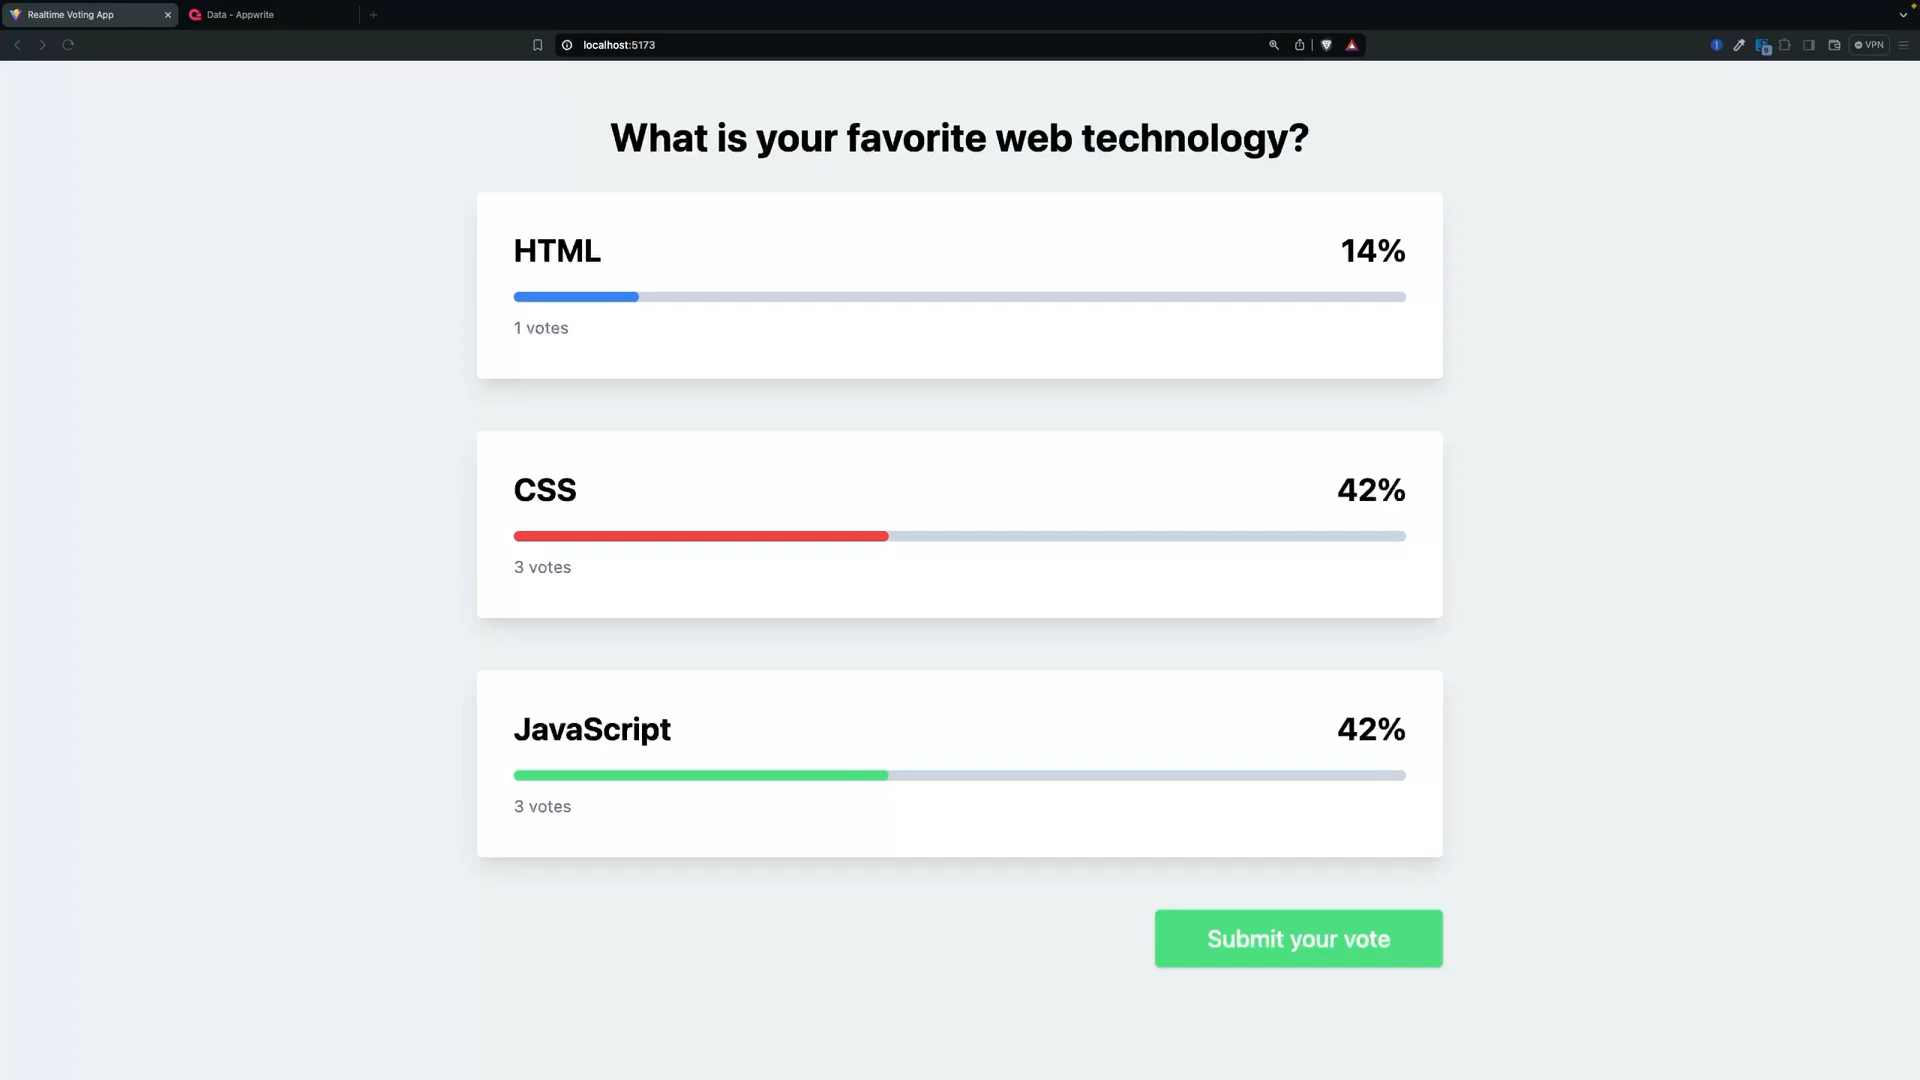 Realtime Voting App
Data - Appwrite
localhost:5173
VPN
What is your favorite web technology?
HTML
14%
1 votes
CSS
42%
3 votes
JavaScript
42%
3 votes
Submit your vote